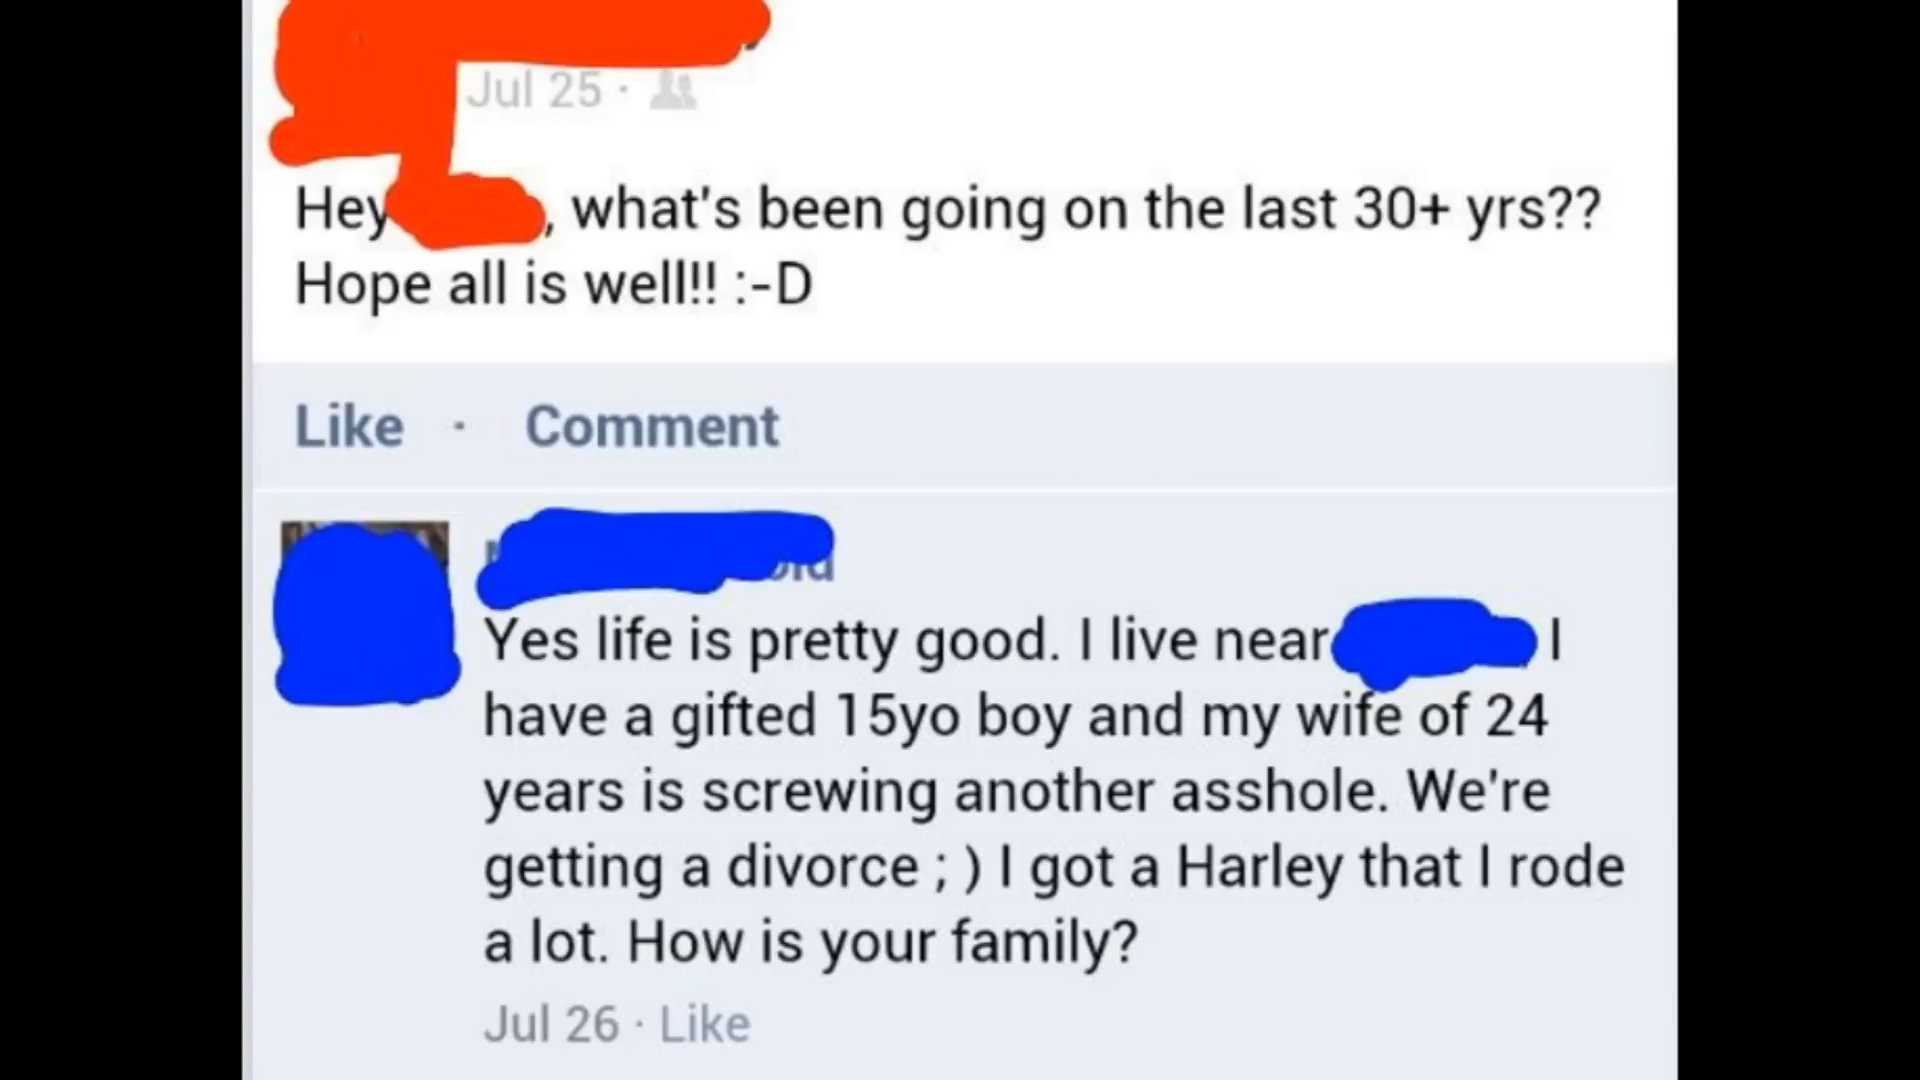 Jul 25 ·
Hey , what's been going on the last 30+ yrs??
Hope all is well!! :-D
Like · Comment
Yes life is pretty good. I live near I
have a gifted 15yo boy and my wife of 24
years is screwing another asshole. We're
getting a divorce ; ) I got a Harley that I rode
a lot. How is your family?
Jul 26 · Like